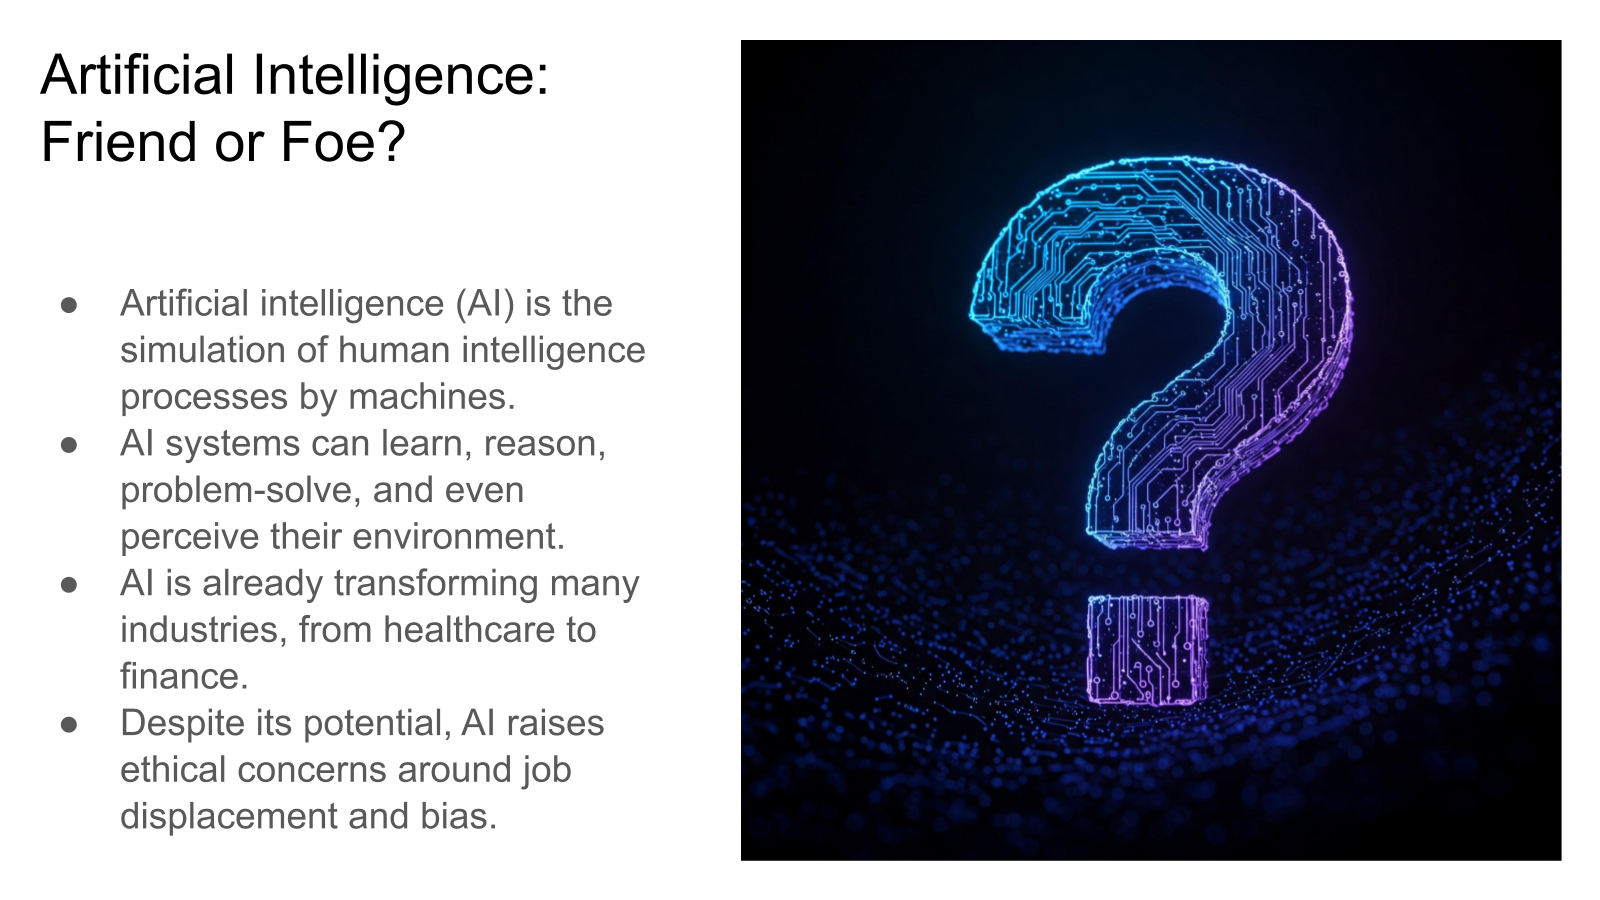 Artificial Intelligence:
Friend or Foe?
● Artificial intelligence (AI) is the
simulation of human intelligence
processes by machines.
● AI systems can learn, reason,
problem-solve, and even
perceive their environment.
● AI is already transforming many
industries, from healthcare to
finance.
● Despite its potential, AI raises
ethical concerns around job
displacement and bias.
?